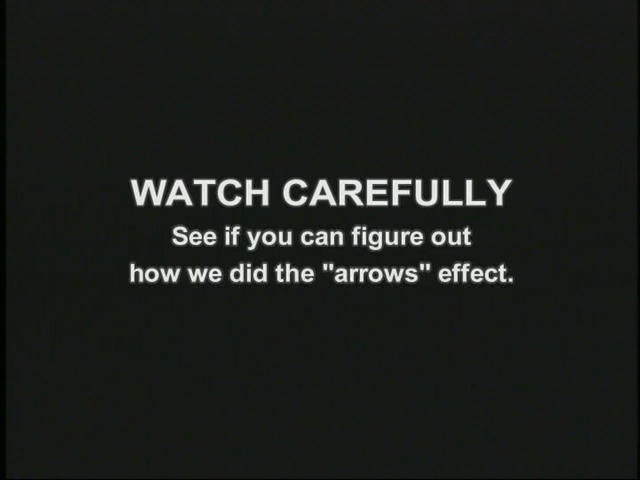 WATCH CAREFULLY
See if you can figure out
how we did the "arrows" effect.